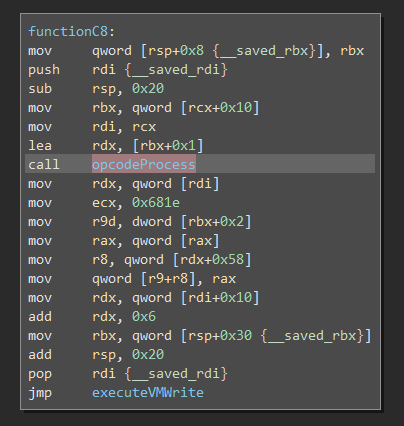 functionC8:
mov     qword [rsp+0x8 {__saved_rbx}], rbx
push    rdi {__saved_rdi}
sub     rsp, 0x20
mov     rbx, qword [rcx+0x10]
mov     rdi, rcx
lea     rdx, [rbx+0x1]
call    opcodeProcess
mov     rdx, qword [rdi]
mov     ecx, 0x681e
mov     r9d, dword [rbx+0x2]
mov     rax, qword [rax]
mov     r8, qword [rdx+0x58]
mov     qword [r9+r8], rax
mov     rdx, qword [rdi+0x10]
add     rdx, 0x6
mov     rbx, qword [rsp+0x30 {__saved_rbx}]
add     rsp, 0x20
pop     rdi {__saved_rdi}
jmp     executeVMWrite